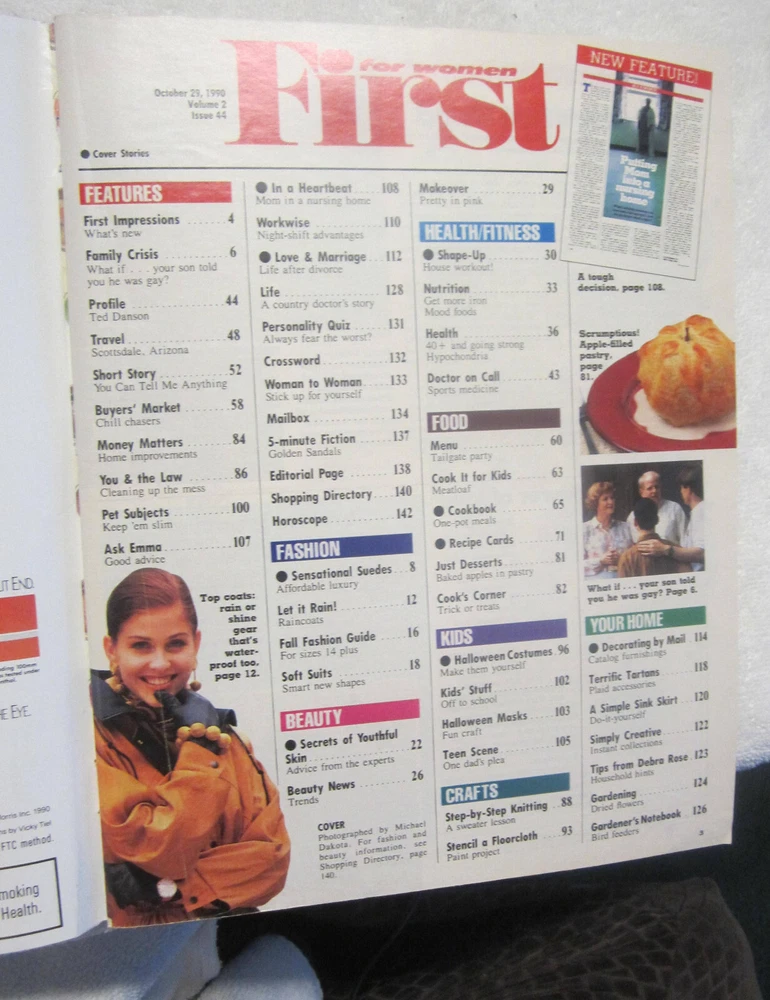 for women
First
October 29, 1990
Volume 2
Issue 44
● Cover Stories
FEATURES
First Impressions ........ 4
What's new
Family Crisis ........ 6
What if . . . your son told
you he was gay?
Profile ........ 44
Ted Danson
Travel ........ 48
Scottsdale, Arizona
Short Story ........ 52
You Can Tell Me Anything
Buyers' Market ........ 58
Chill chasers
Money Matters ........ 84
Home improvements
You & the Law ........ 86
Cleaning up the mess
Pet Subjects ........ 100
Keep 'em slim
Ask Emma ........ 107
Good advice
Top coats:
rain or
shine
gear
that's
water-
proof too,
page 12.
● In a Heartbeat ........ 108
Mom in a nursing home
Workwise ........ 110
Night-shift advantages
● Love & Marriage ... 112
Life after divorce
Life ........ 128
A country doctor's story
Personality Quiz ...... 131
Always fear the worst?
Crossword ........ 132
Woman to Woman .... 133
Stick up for yourself
Mailbox ........ 134
5-minute Fiction ...... 137
Golden Sandals
Editorial Page ........ 138
Shopping Directory .... 140
Horoscope ........ 142
FASHION
● Sensational Suedes .. 8
Affordable luxury
Let it Rain! ........ 12
Raincoats
Fall Fashion Guide ...... 16
For sizes 14 plus
Soft Suits ........ 18
Smart new shapes
BEAUTY
● Secrets of Youthful
Skin ........ 22
Advice from the experts
Beauty News ........ 26
Trends
COVER
Photographed by Michael
Dakota. For fashion and
beauty information, see
Shopping Directory, page
140.
Makeover ........ 29
Pretty in pink
HEALTH/FITNESS
● Shape-Up ........ 30
House workout!
Nutrition ........ 33
Get more iron
Mood foods
Health ........ 36
40+ and going strong
Hypochondria
Doctor on Call ........ 43
Sports medicine
FOOD
Menu ........ 60
Tailgate party
Cook It for Kids ........ 63
Meatloaf
● Cookbook ........ 65
One-pot meals
● Recipe Cards ........ 71
Just Desserts ........ 81
Baked apples in pastry
Cook's Corner ........ 82
Trick or treats
KIDS
● Halloween Costumes 96
Make them yourself
Kids' Stuff ........ 102
Off to school
Halloween Masks ..... 103
Fun craft
Teen Scene ........ 105
One dad's plea
CRAFTS
Step-by-Step Knitting .. 88
A sweater lesson
Stencil a Floorcloth .... 93
Paint project
NEW FEATURE!
Putting
Mom
into a
nursing
home
A tough
decision, page 108.
Scrumptious!
Apple-filled
pastry,
page
81.
What if . . . your son told
you he was gay? Page 6.
YOUR HOME
● Decorating by Mail .. 114
Catalog furnishings
Terrific Tartans ........ 118
Plaid accessories
A Simple Sink Skirt .. 120
Do-it-yourself
Simply Creative ...... 122
Instant collections
Tips from Debra Rose 123
Household hints
Gardening ........ 124
Dried flowers
Gardener's Notebook .. 126
Bird feeders
UT END.
HE EYE.
orris Inc. 1990
ns by Vicky Tiel
FTC method.
moking
Health.